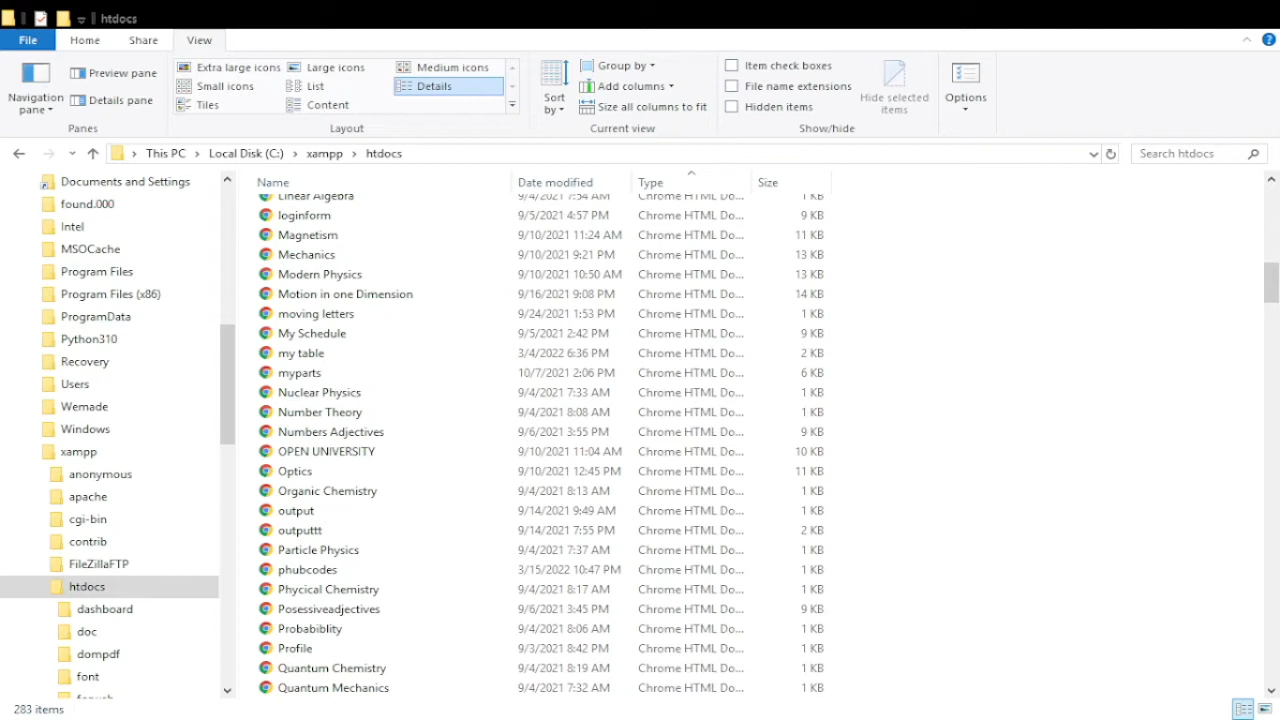 htdocs
File Home Share View
Navigation pane
Preview pane
Details pane
Panes
Extra large icons Large icons Medium icons
Small icons List Details
Tiles Content
Layout
Sort by
Group by
Add columns
Size all columns to fit
Current view
Item check boxes
File name extensions
Hidden items
Hide selected items
Show/hide
Options
This PC Local Disk (C:) xampp htdocs
Search htdocs
Documents and Settings
found.000
Intel
MSOCache
Program Files
Program Files (x86)
ProgramData
Python310
Recovery
Users
Wemade
Windows
xampp
anonymous
apache
cgi-bin
contrib
FileZillaFTP
htdocs
dashboard
doc
dompdf
font
Name Date modified Type Size
Linear Algebra 9/4/2021 7:54 AM Chrome HTML Do... 1 KB
loginform 9/5/2021 4:57 PM Chrome HTML Do... 9 KB
Magnetism 9/10/2021 11:24 AM Chrome HTML Do... 11 KB
Mechanics 9/10/2021 9:21 PM Chrome HTML Do... 13 KB
Modern Physics 9/10/2021 10:50 AM Chrome HTML Do... 13 KB
Motion in one Dimension 9/16/2021 9:08 PM Chrome HTML Do... 14 KB
moving letters 9/24/2021 1:53 PM Chrome HTML Do... 1 KB
My Schedule 9/5/2021 2:42 PM Chrome HTML Do... 9 KB
my table 3/4/2022 6:36 PM Chrome HTML Do... 2 KB
myparts 10/7/2021 2:06 PM Chrome HTML Do... 6 KB
Nuclear Physics 9/4/2021 7:33 AM Chrome HTML Do... 1 KB
Number Theory 9/4/2021 8:08 AM Chrome HTML Do... 1 KB
Numbers Adjectives 9/6/2021 3:55 PM Chrome HTML Do... 9 KB
OPEN UNIVERSITY 9/10/2021 11:04 AM Chrome HTML Do... 10 KB
Optics 9/10/2021 12:45 PM Chrome HTML Do... 11 KB
Organic Chemistry 9/4/2021 8:13 AM Chrome HTML Do... 1 KB
output 9/14/2021 9:49 AM Chrome HTML Do... 1 KB
outputtt 9/14/2021 7:55 PM Chrome HTML Do... 2 KB
Particle Physics 9/4/2021 7:37 AM Chrome HTML Do... 1 KB
phubcodes 3/15/2022 10:47 PM Chrome HTML Do... 1 KB
Phycical Chemistry 9/4/2021 8:17 AM Chrome HTML Do... 1 KB
Posessiveadjectives 9/6/2021 3:45 PM Chrome HTML Do... 9 KB
Probabiblity 9/4/2021 8:06 AM Chrome HTML Do... 1 KB
Profile 9/3/2021 8:42 PM Chrome HTML Do... 1 KB
Quantum Chemistry 9/4/2021 8:19 AM Chrome HTML Do... 1 KB
Quantum Mechanics 9/4/2021 7:32 AM Chrome HTML Do... 1 KB
283 items